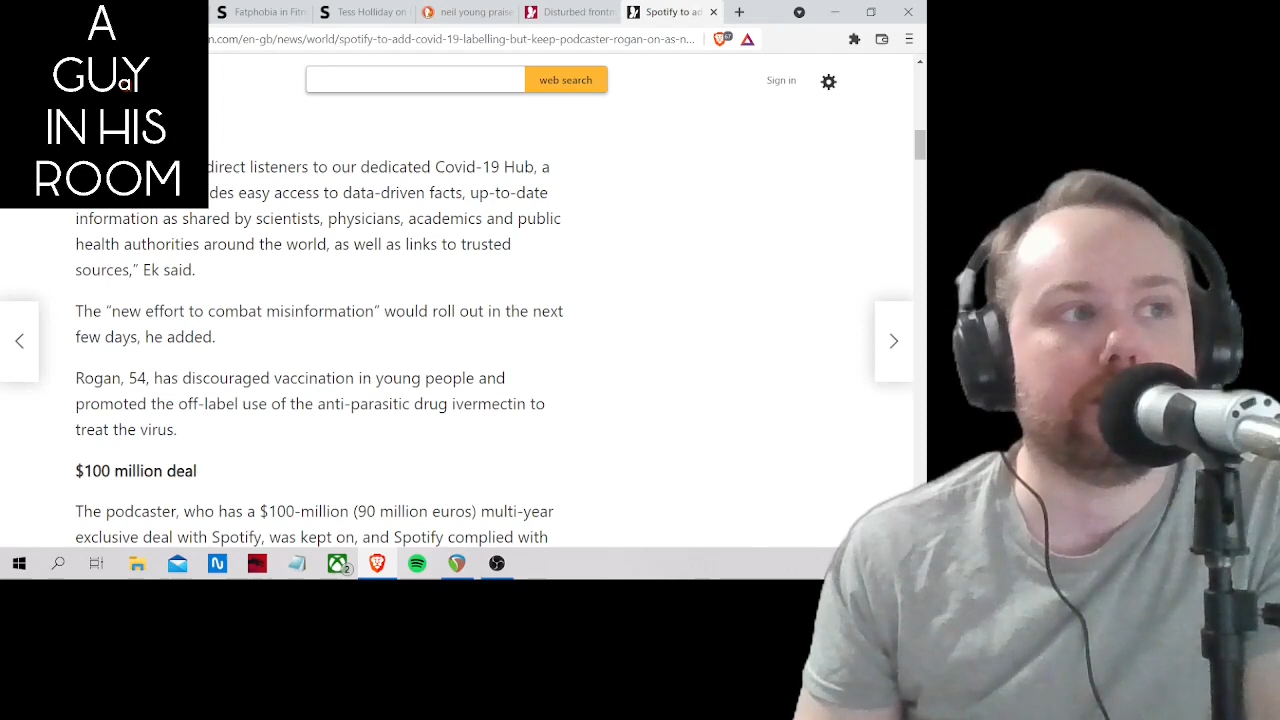 A
GUaY
IN HIS
ROOM
Fatphobia in Fitn
Tess Holliday on
neil young praise
Disturbed frontm
Spotify to ad
n.com/en-gb/news/world/spotify-to-add-covid-19-labelling-but-keep-podcaster-rogan-on-as-n...
67
web search
Sign in
direct listeners to our dedicated Covid-19 Hub, a
des easy access to data-driven facts, up-to-date
information as shared by scientists, physicians, academics and public
health authorities around the world, as well as links to trusted
sources,” Ek said.
The “new effort to combat misinformation” would roll out in the next
few days, he added.
Rogan, 54, has discouraged vaccination in young people and
promoted the off-label use of the anti-parasitic drug ivermectin to
treat the virus.
$100 million deal
The podcaster, who has a $100-million (90 million euros) multi-year
exclusive deal with Spotify, was kept on, and Spotify complied with
2